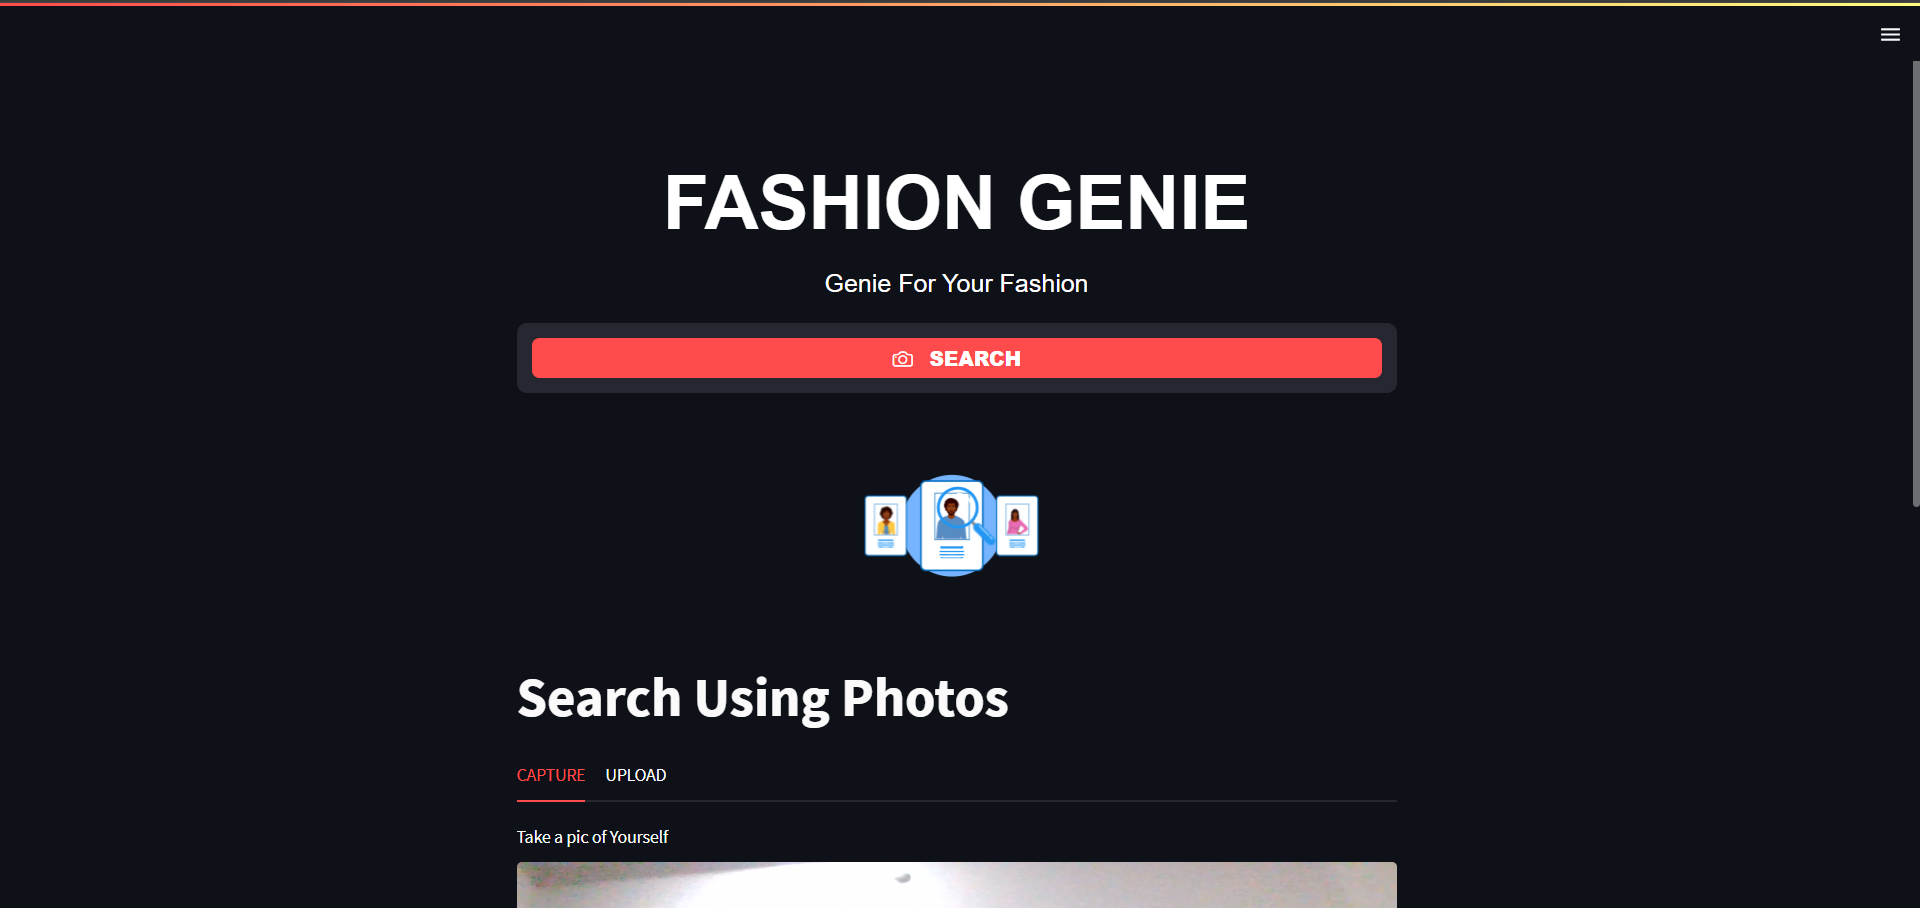 FASHION GENIE
Genie For Your Fashion
SEARCH
Search Using Photos
CAPTURE UPLOAD
Take a pic of Yourself